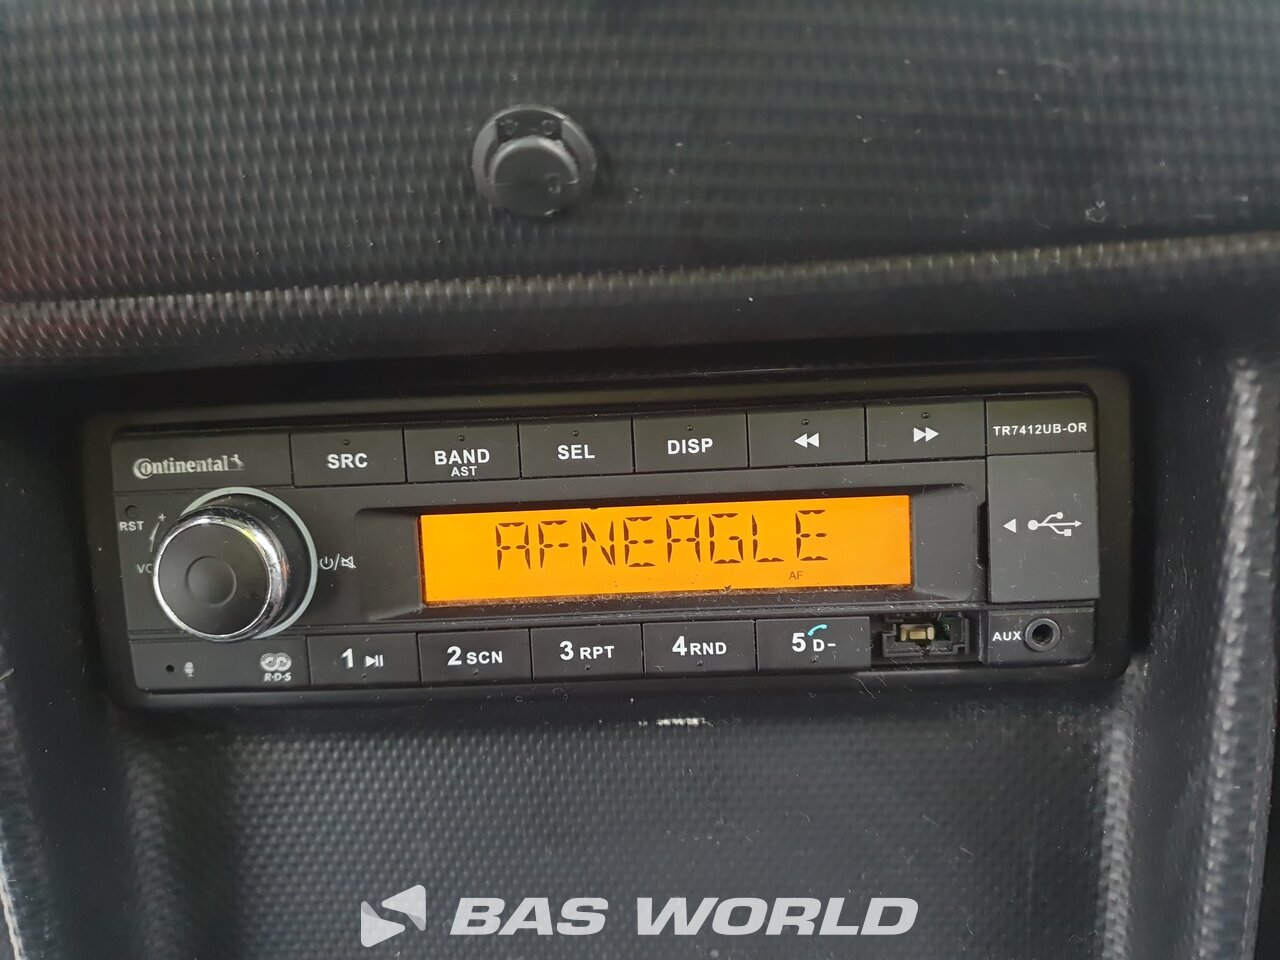 Continental
SRC
BAND
AST
SEL
DISP
TR7412UB-OR
RST
VO
AFNEAGLE
AF
R·D·S
1
2 SCN
3 RPT
4 RND
5 D-
AUX
BAS WORLD